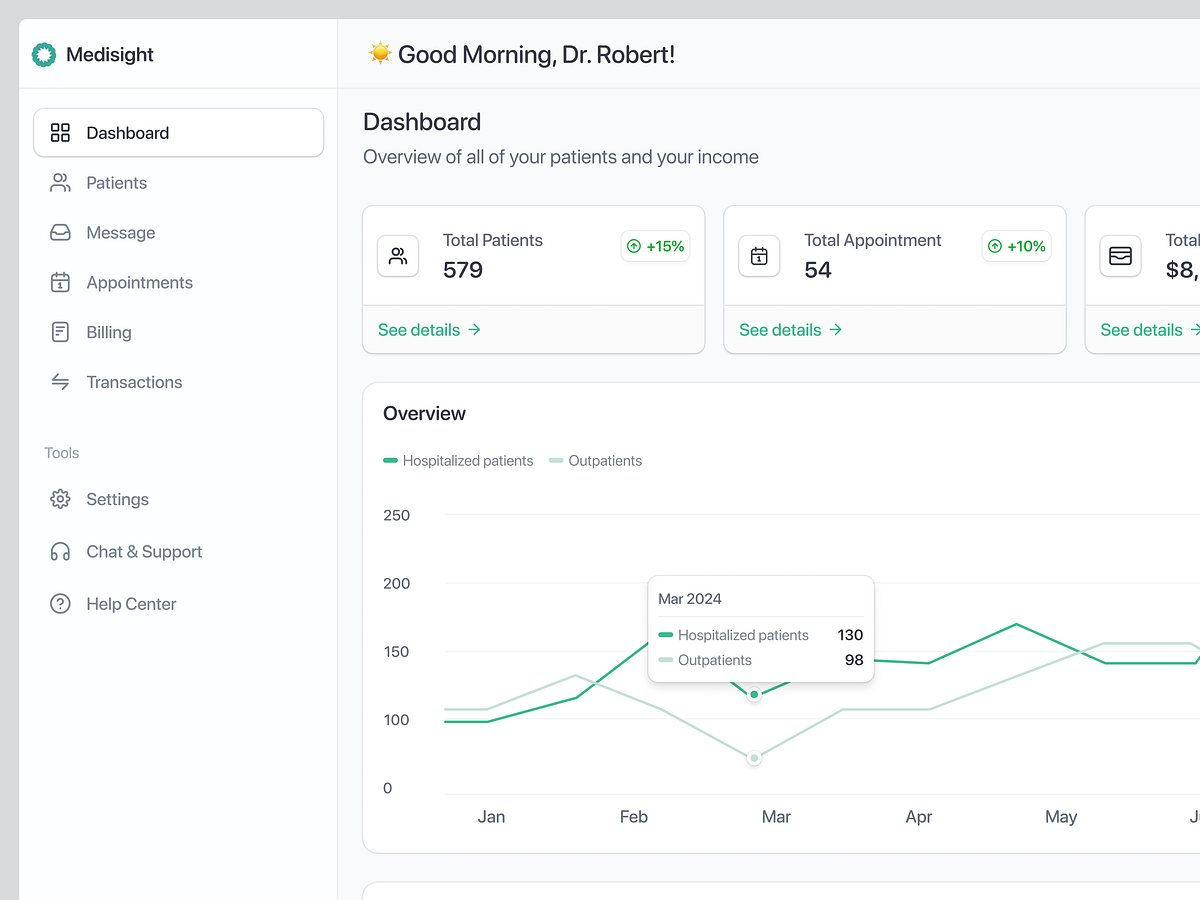 Medisight
Good Morning, Dr. Robert!
Dashboard
Patients
Message
Appointments
Billing
Transactions
Tools
Settings
Chat & Support
Help Center
Dashboard
Overview of all of your patients and your income
Total Patients
579
+15%
See details
Total Appointment
54
+10%
See details
Total
$8,
See details
Overview
Hospitalized patients
Outpatients
250
200
150
100
0
Mar 2024
Hospitalized patients 130
Outpatients 98
Jan Feb Mar Apr May